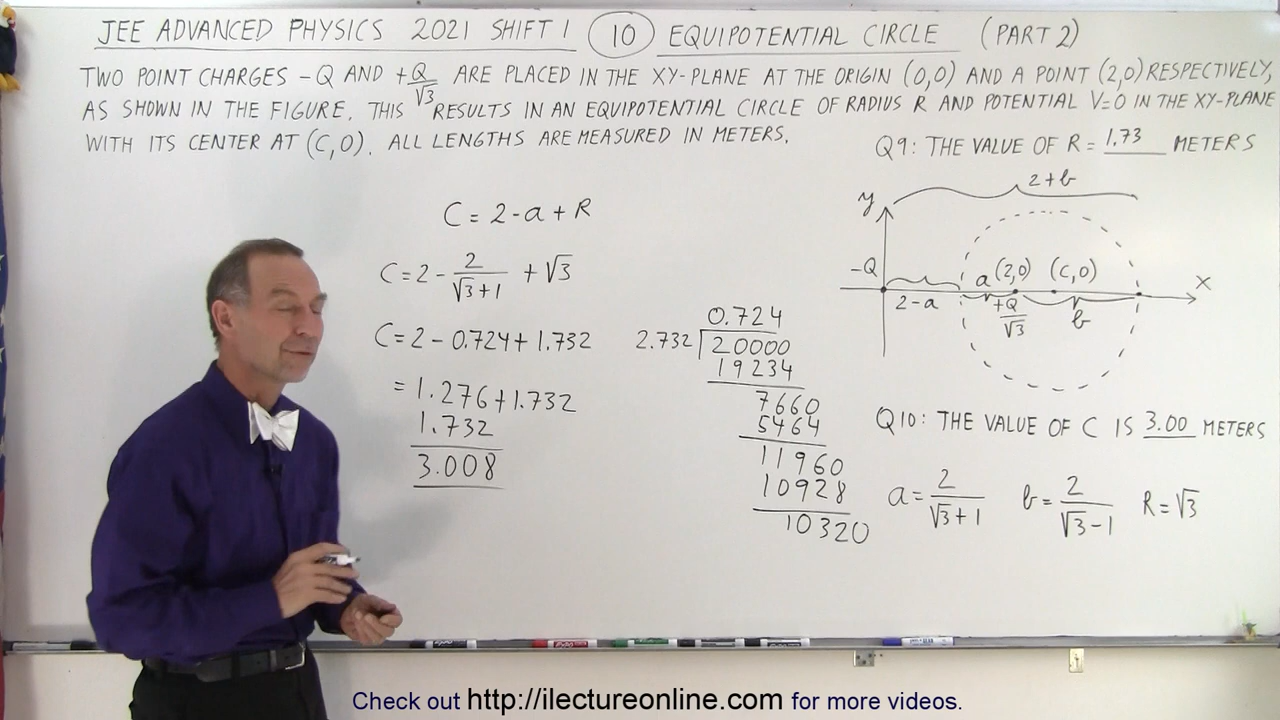 JEE ADVANCED PHYSICS 2021 SHIFT 1 10 EQUIPOTENTIAL CIRCLE (PART 2)
TWO POINT CHARGES -Q AND +Q/√3 ARE PLACED IN THE XY-PLANE AT THE ORIGIN (0,0) AND A POINT (2,0) RESPECTIVELY,
AS SHOWN IN THE FIGURE. THIS RESULTS IN AN EQUIPOTENTIAL CIRCLE OF RADIUS R AND POTENTIAL V=0 IN THE XY-PLANE
WITH ITS CENTER AT (C,0). ALL LENGTHS ARE MEASURED IN METERS.
Q9: THE VALUE OF R = 1.73 METERS
C = 2-a+R
C = 2 - 2/(√3+1) + √3
C = 2 - 0.724 + 1.732
= 1.276 + 1.732
1.732
3.008
0.724
2.732 20000
19234
7660
5464
11960
10928
10320
2+b
y
-Q a (2,0) (C,0) x
2-a +Q/√3 b
Q10: THE VALUE OF C IS 3.00 METERS
a = 2/(√3+1) b = 2/(√3-1) R = √3
Check out http://ilectureonline.com for more videos.